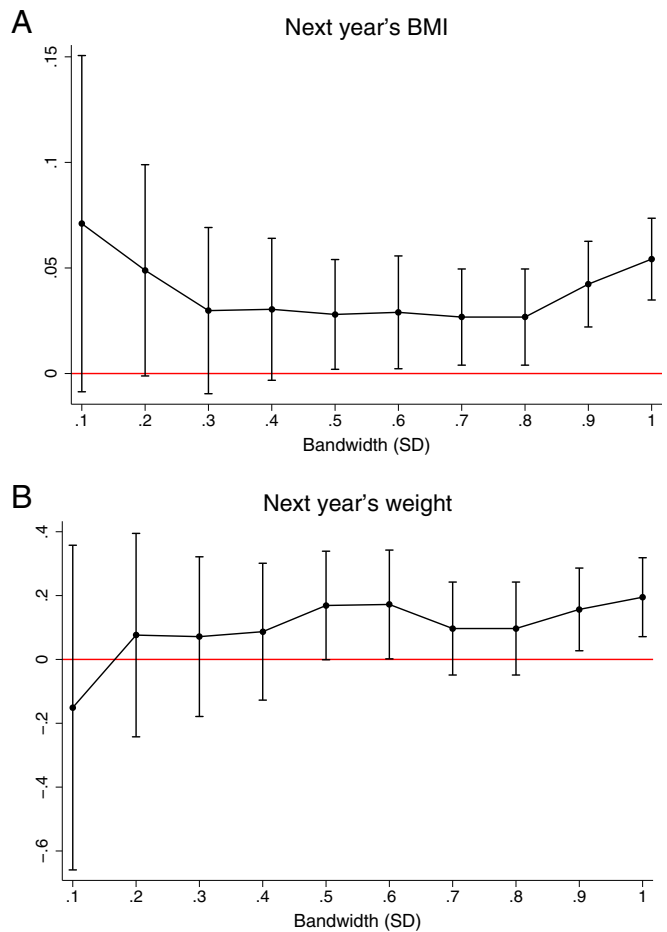 A
Next year's BMI
.15
.1
.05
0
.1 .2 .3 .4 .5 .6 .7 .8 .9 1
Bandwidth (SD)
B
Next year's weight
.4
.2
0
-.2
-.4
-.6
.1 .2 .3 .4 .5 .6 .7 .8 .9 1
Bandwidth (SD)